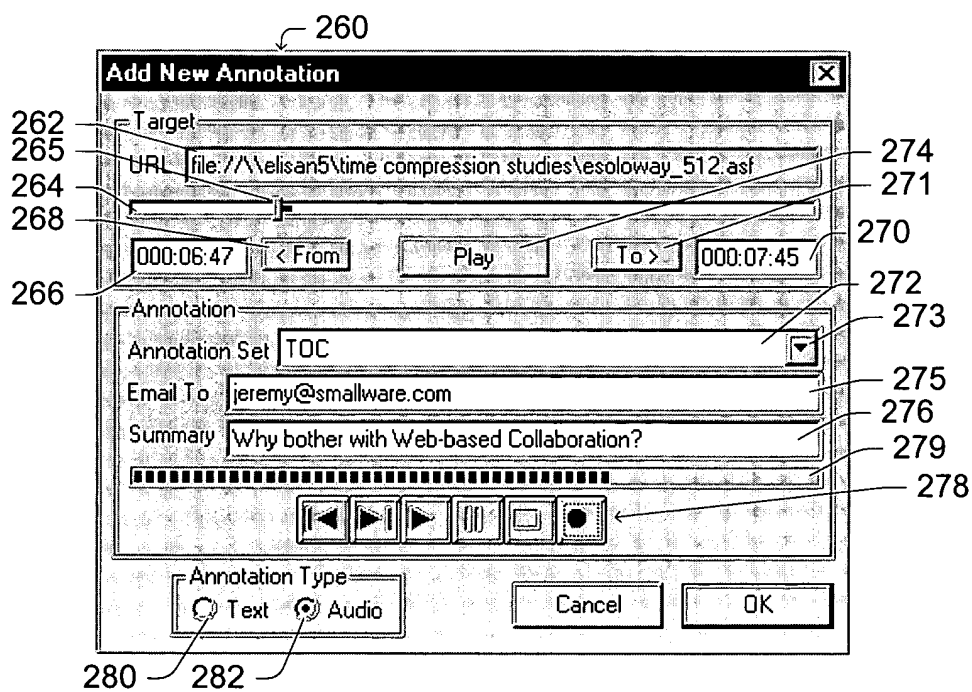 260
Add New Annotation
262
Target
265
URL file://\\elisan5\time compression studies\esoloway_512.asf
274
264
271
268
000:06:47 < From Play To > 000:07:45
270
266
272
Annotation
273
Annotation Set TOC
Email To jeremy@smallware.com
275
276
Summary Why bother with Web-based Collaboration?
279
278
Annotation Type
Text Audio
Cancel OK
280 282